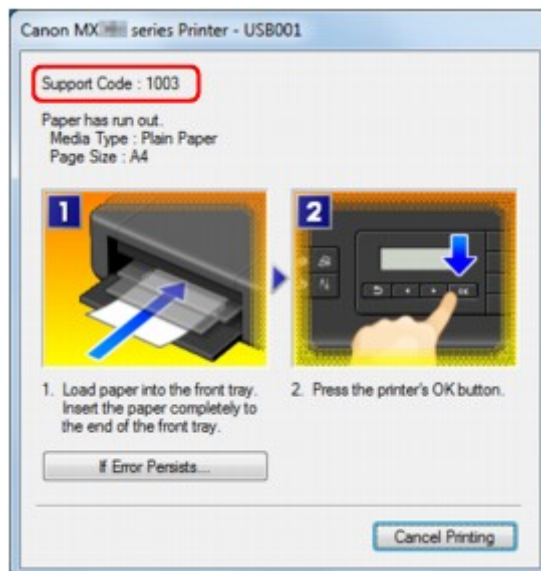 Canon MX series Printer - USB001
Support Code : 1003
Paper has run out.
Media Type : Plain Paper
Page Size : A4
1
2
1. Load paper into the front tray.
Insert the paper completely to
the end of the front tray.
2. Press the printer's OK button.
If Error Persists...
Cancel Printing